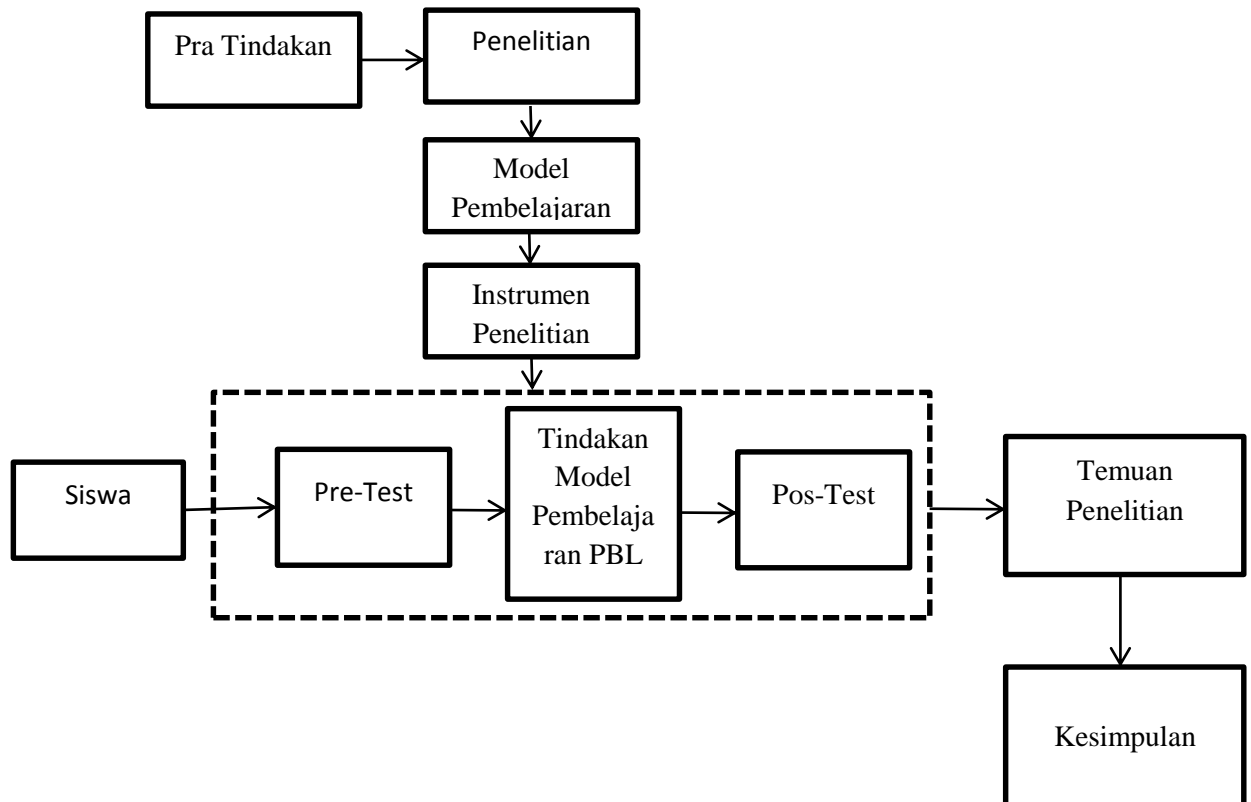 Pra Tindakan
Penelitian
Model
Pembelajaran
Instrumen
Penelitian
Siswa
Pre-Test
Tindakan
Model
Pembelaja
ran PBL
Pos-Test
Temuan
Penelitian
Kesimpulan